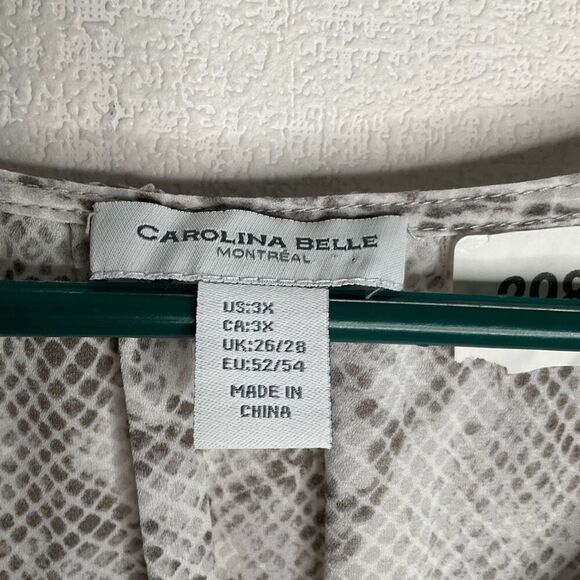 CAROLINA BELLE
MONTRÉAL
US:3X
CA:3X
UK:26/28
EU:52/54
MADE IN
CHINA